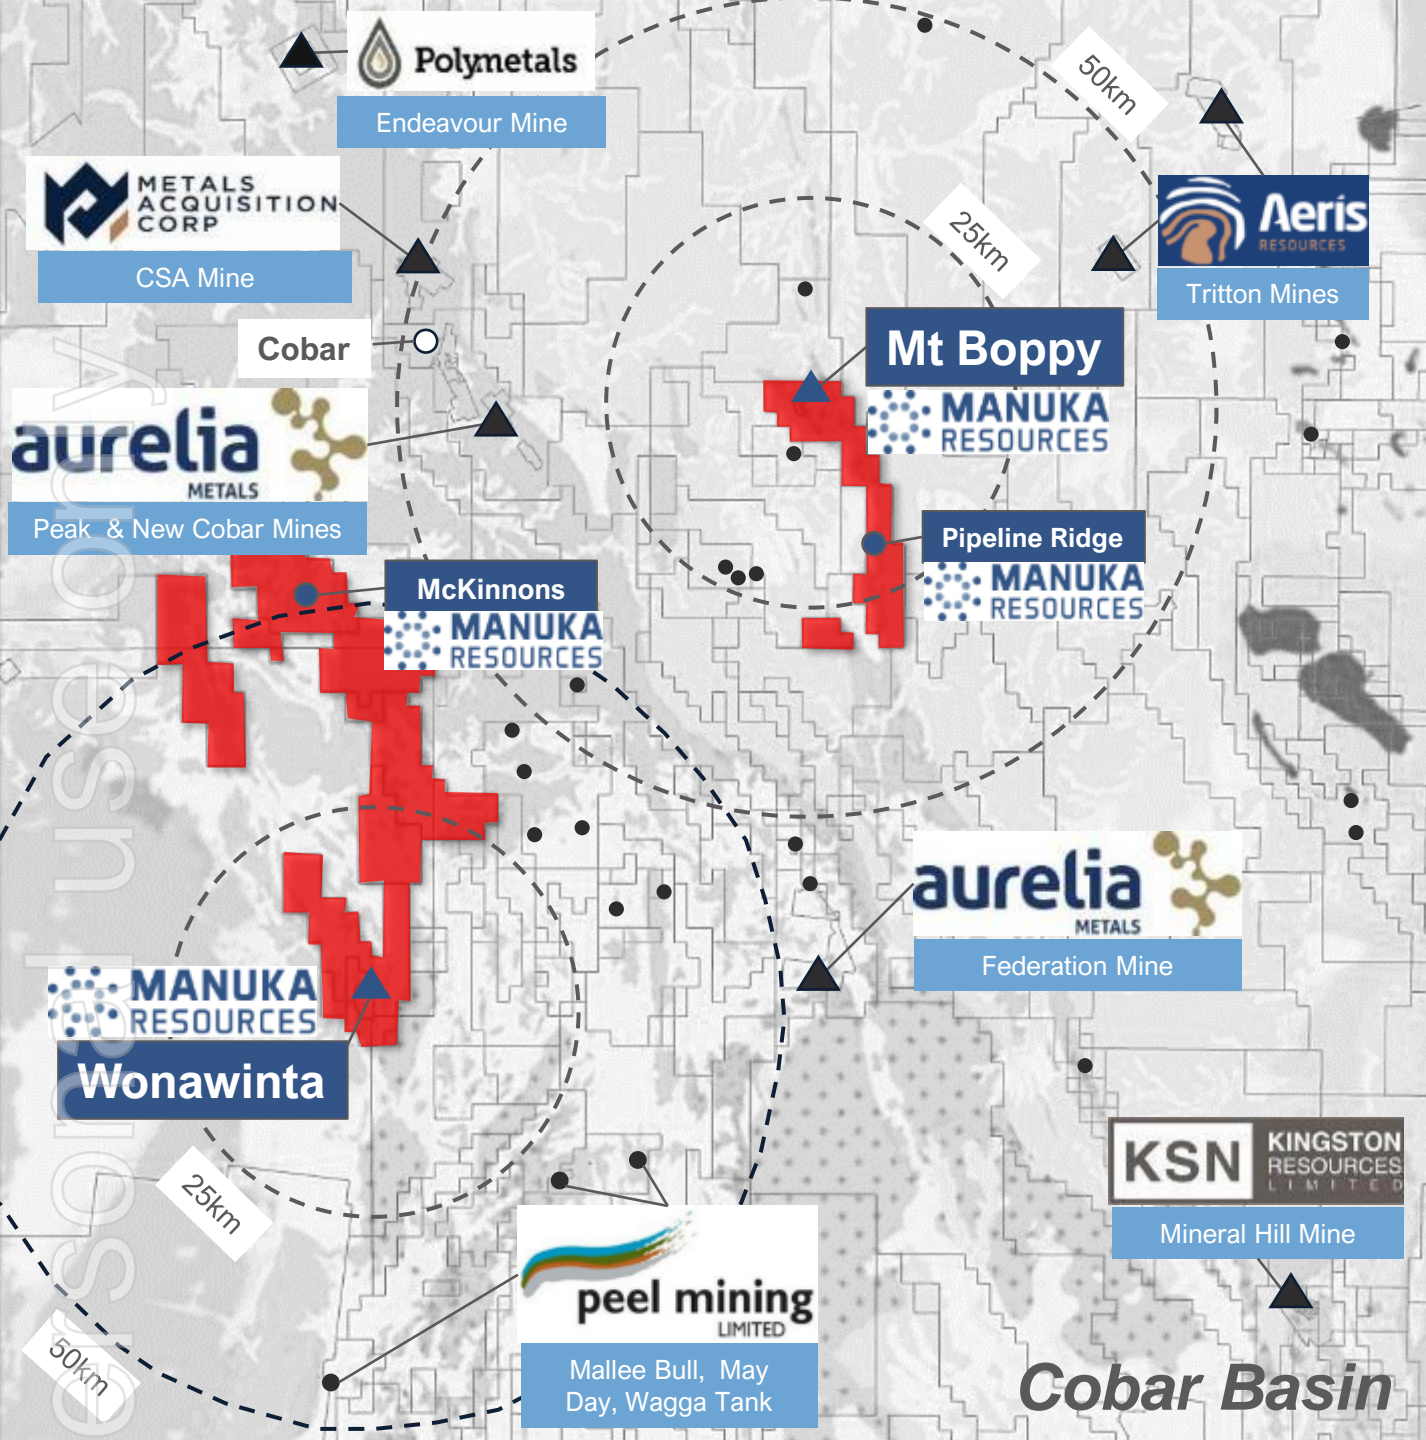 Polymetals
Endeavour Mine
50km
METALS
ACQUISITION
CORP
CSA Mine
Aeris
RESOURCES
Tritton Mines
25km
Cobar
Mt Boppy
MANUKA
RESOURCES
aurelia
METALS
Peak & New Cobar Mines
Pipeline Ridge
MANUKA
RESOURCES
McKinnons
MANUKA
RESOURCES
aurelia
METALS
Federation Mine
MANUKA
RESOURCES
Wonawinta
25km
KSN
KINGSTON
RESOURCES
LIMITED
Mineral Hill Mine
peel mining
LIMITED
Mallee Bull, May
Day, Wagga Tank
50km
Cobar Basin
ersonal use only